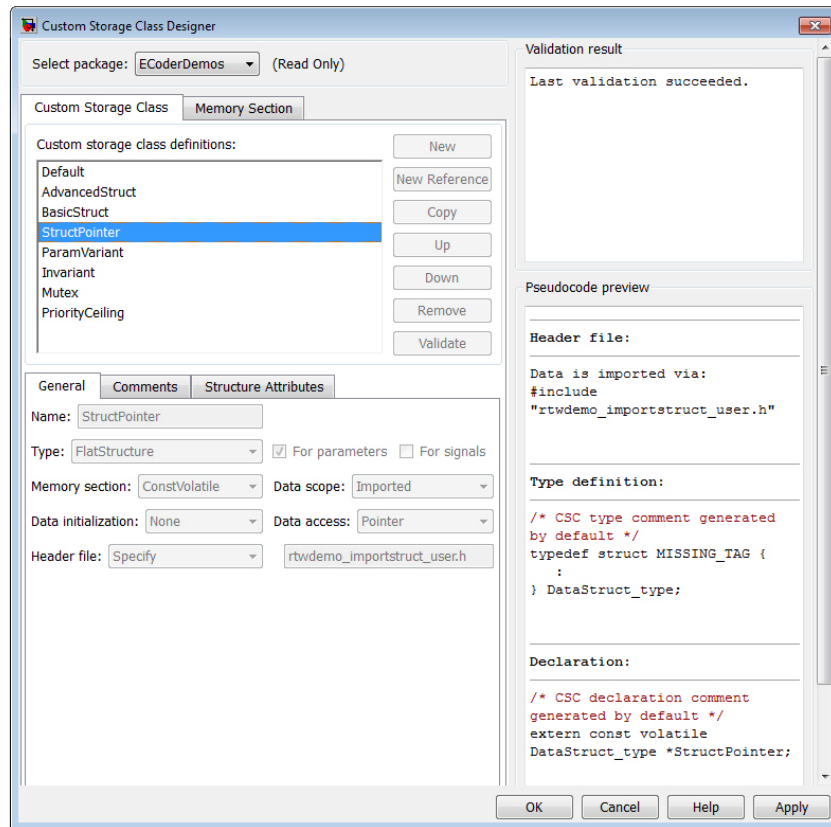 Custom Storage Class Designer
Select package: ECoderDemos (Read Only)
Custom Storage Class Memory Section
Custom storage class definitions:
Default
AdvancedStruct
BasicStruct
StructPointer
ParamVariant
Invariant
Mutex
PriorityCeiling
New
New Reference
Copy
Up
Down
Remove
Validate
General Comments Structure Attributes
Name: StructPointer
Type: FlatStructure For parameters For signals
Memory section: ConstVolatile Data scope: Imported
Data initialization: None Data access: Pointer
Header file: Specify rtwdemo_importstruct_user.h
Validation result
Last validation succeeded.
Pseudocode preview
Header file:
Data is imported via:
#include
"rtwdemo_importstruct_user.h"
Type definition:
/* CSC type comment generated
by default */
typedef struct MISSING_TAG {
:
} DataStruct_type;
Declaration:
/* CSC declaration comment
generated by default */
extern const volatile
DataStruct_type *StructPointer;
OK Cancel Help Apply